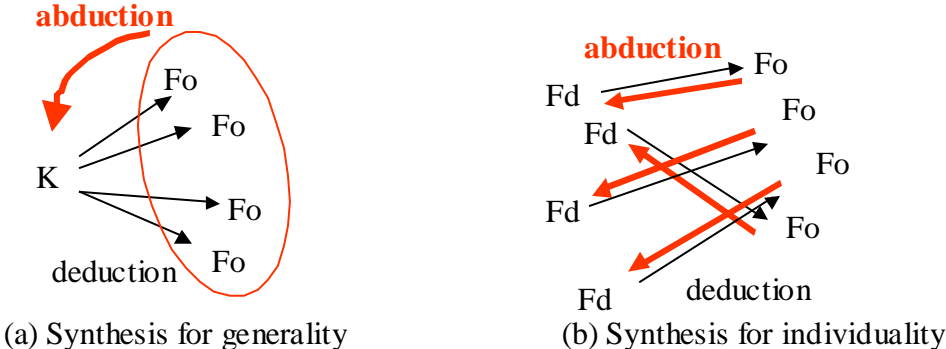 abduction
Fo
Fo
K
Fo
Fo
deduction
(a) Synthesis for generality
abduction
Fo
Fd
Fo
Fd
Fo
Fd
Fo
Fd
deduction
(b) Synthesis for individuality